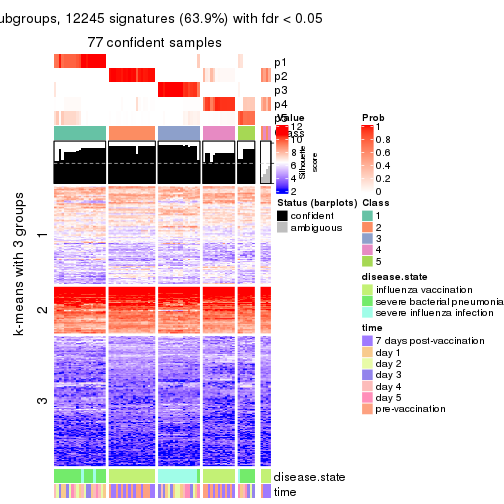 ubgroups, 12245 signatures (63.9%) with fdr < 0.05
77 confident samples
p1
p2
p3
p4
Value
12
10
8
6
4
2
Silhouette
score
Prob
1
0.8
0.6
0.4
0.2
0
Status (barplots)
confident
ambiguous
Class
1
2
3
4
5
disease.state
influenza vaccination
severe bacterial pneumonia
severe influenza infection
time
7 days post-vaccination
day 1
day 2
day 3
day 4
day 5
pre-vaccination
k-means with 3 groups
1
2
3
disease.state
time